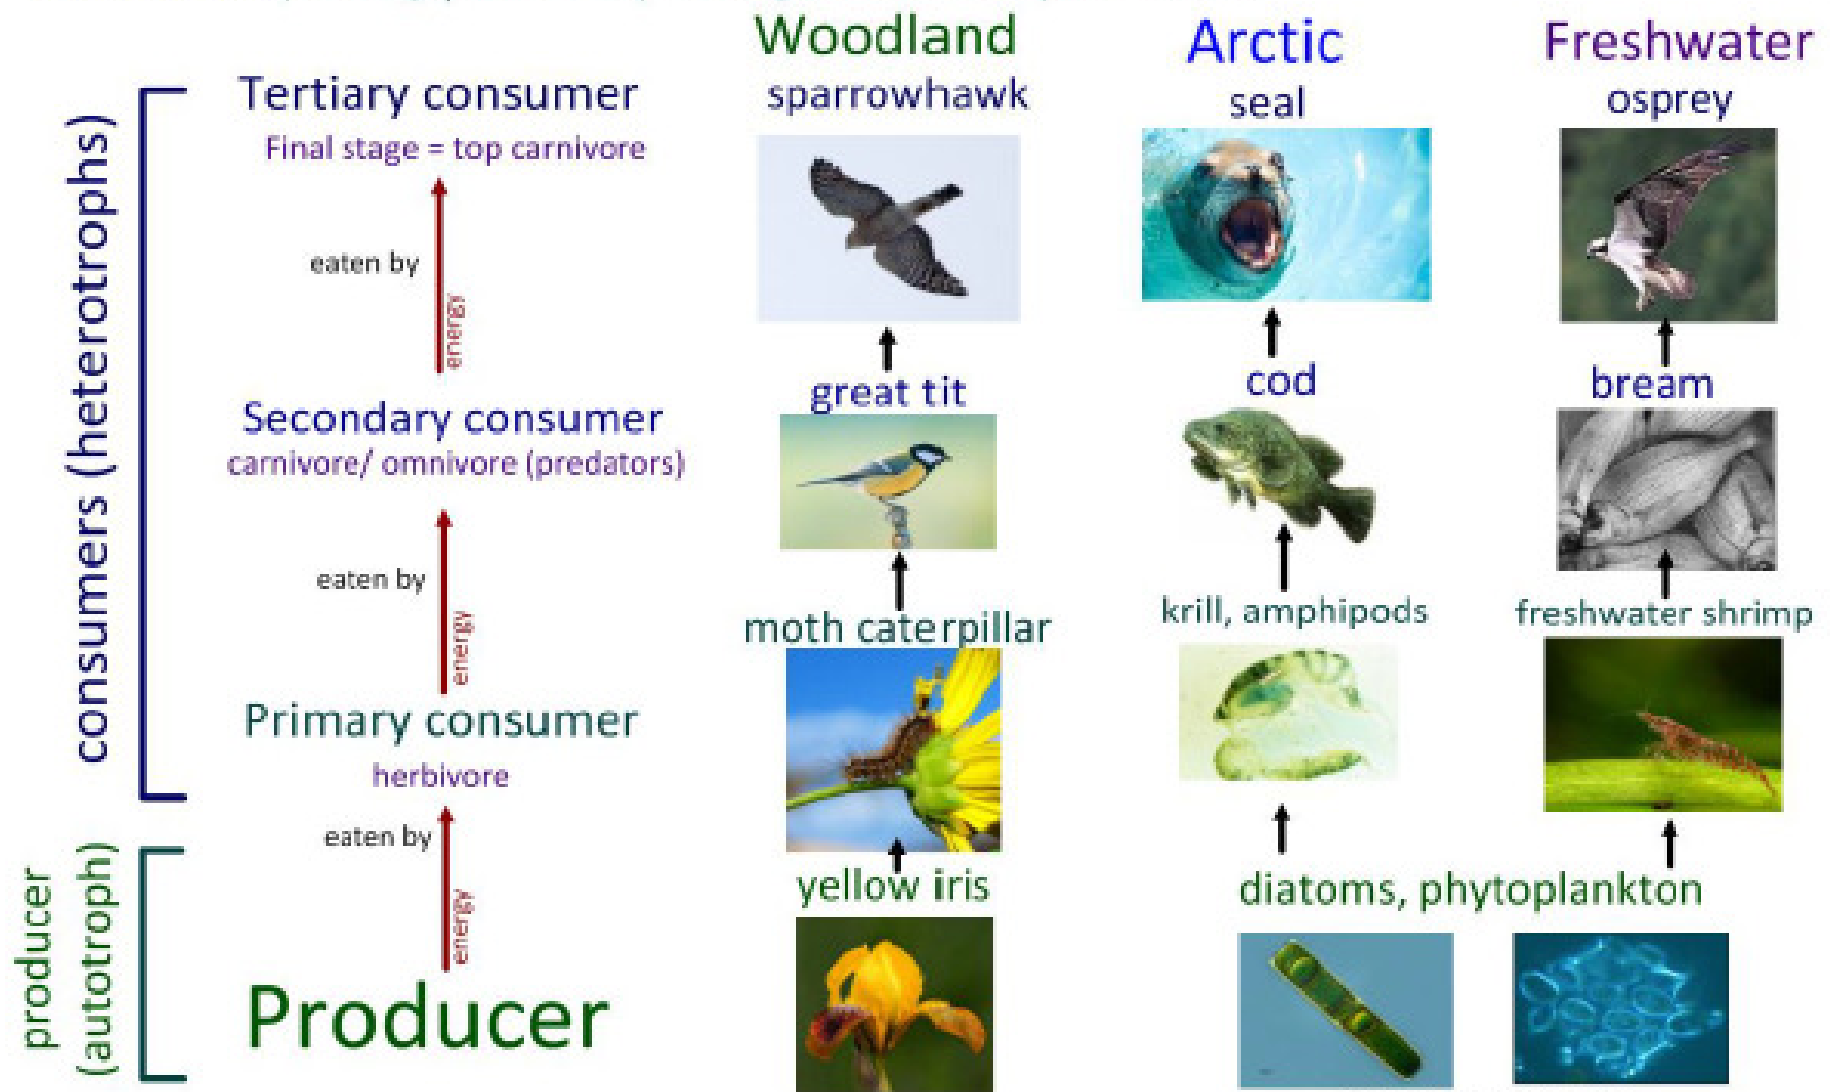 Woodland
Arctic
Freshwater
Tertiary consumer
sparrowhawk
seal
osprey
Final stage = top carnivore
eaten by
energy
great tit
cod
bream
Secondary consumer
carnivore/ omnivore (predators)
eaten by
energy
moth caterpillar
krill, amphipods
freshwater shrimp
Primary consumer
herbivore
eaten by
energy
yellow iris
diatoms, phytoplankton
Producer
consumers (heterotrophs)
producer
(autotroph)